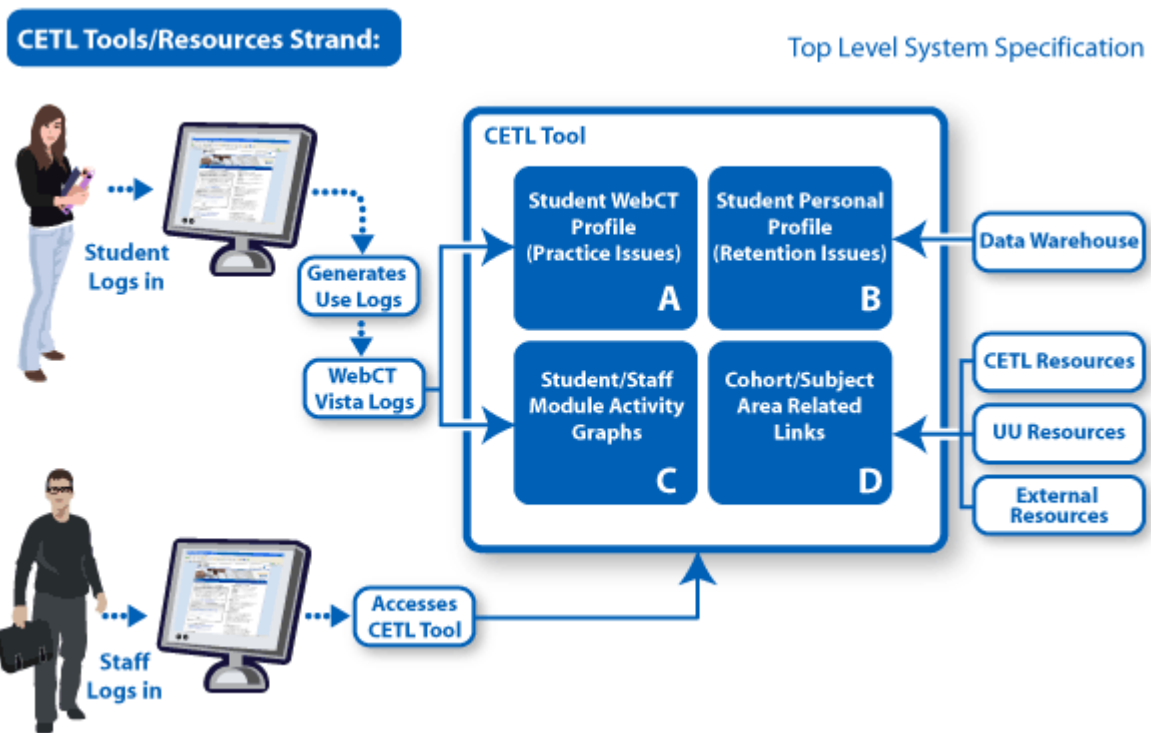 CETL Tools/Resources Strand:
Top Level System Specification
Student
Logs in
Generates
Use Logs
WebCT
Vista Logs
CETL Tool
Student WebCT
Profile
(Practice Issues)
A
Student Personal
Profile
(Retention Issues)
B
Student/Staff
Module Activity
Graphs
C
Cohort/Subject
Area Related
Links
D
Data Warehouse
CETL Resources
UU Resources
External
Resources
Staff
Logs in
Accesses
CETL Tool